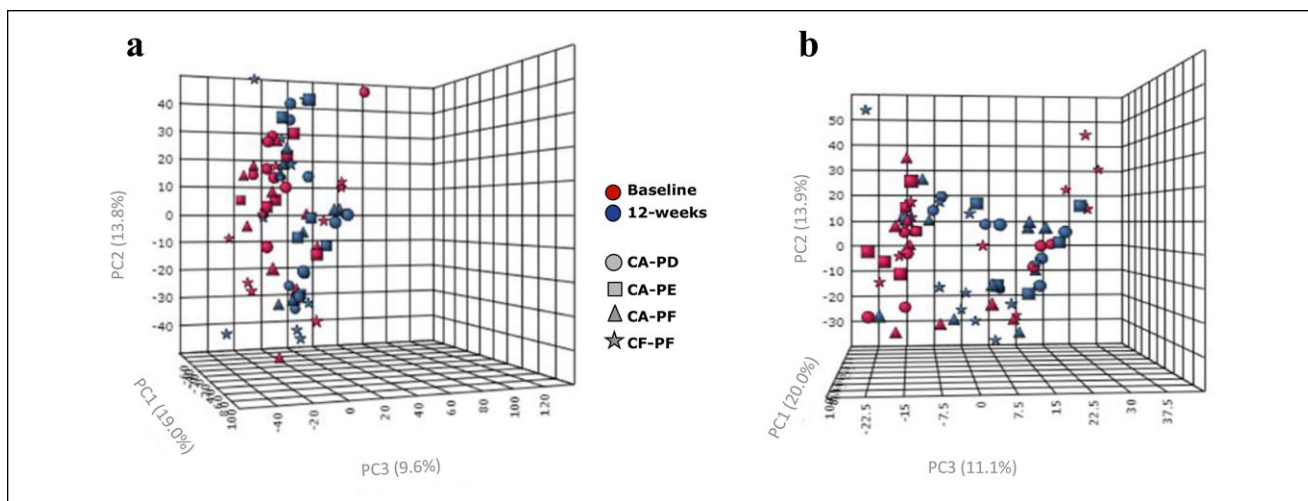 a
40
30
20
10
0
-10
-20
-30
-40
PC2 (13.8%)
PC1 (19.0%)
100
-40
-20
0
20
40
60
80
100
120
PC3 (9.6%)
Baseline
12-weeks
CA-PD
CA-PE
CA-PF
CF-PF
b
50
40
30
20
10
0
-10
-20
-30
PC2 (13.9%)
PC1 (20.0%)
-22.5
-15
-7.5
0
7.5
15
22.5
30
37.5
PC3 (11.1%)